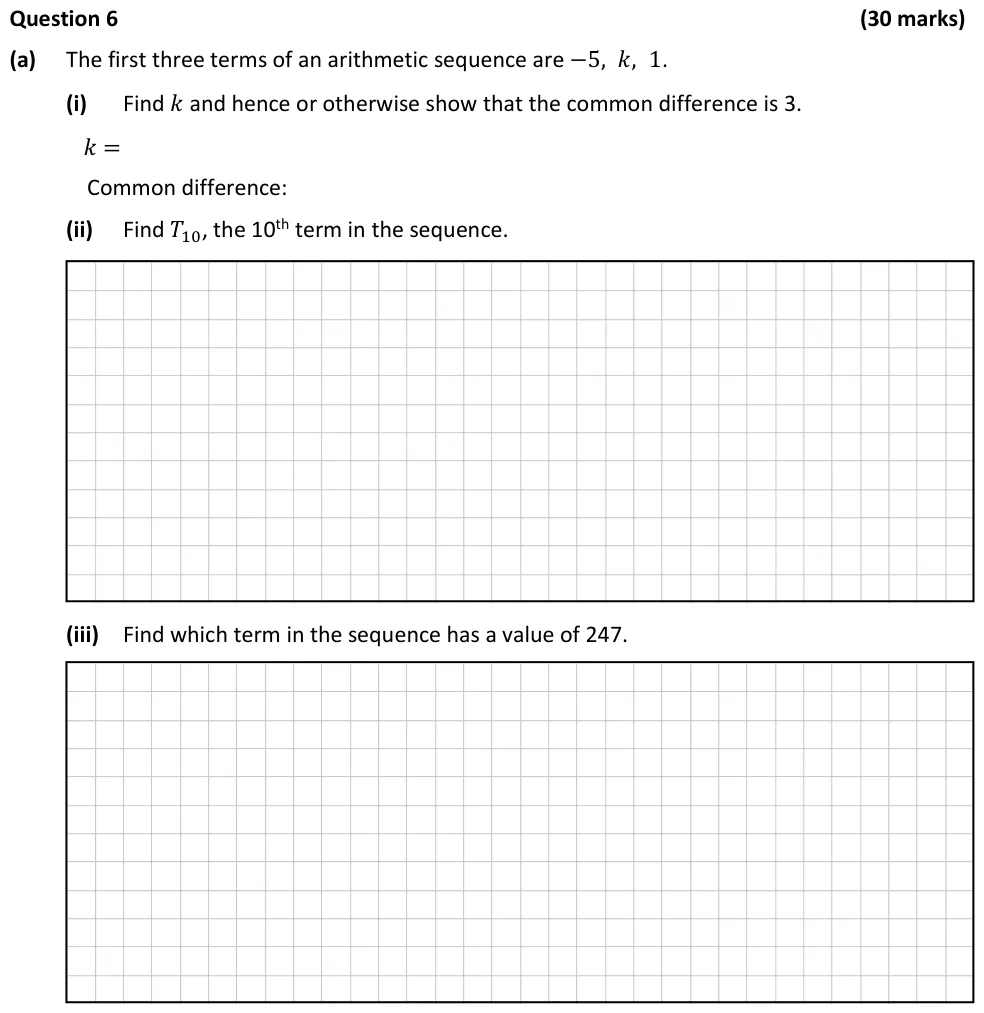 Question 6 (30 marks)
(a) The first three terms of an arithmetic sequence are −5, k, 1.
(i) Find k and hence or otherwise show that the common difference is 3.
k =
Common difference:
(ii) Find T₁₀, the 10ᵗʰ term in the sequence.
(iii) Find which term in the sequence has a value of 247.